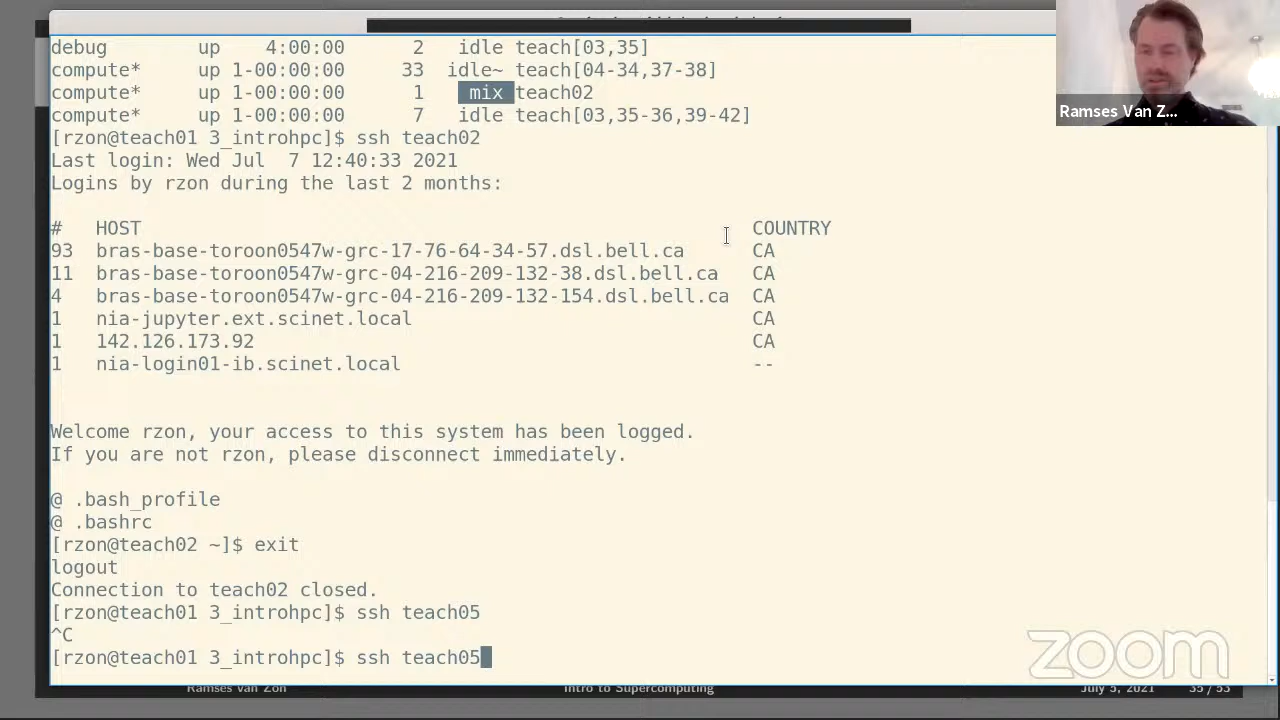 debug        up    4:00:00      2   idle teach[03,35]
compute*     up 1-00:00:00     33  idle~ teach[04-34,37-38]
compute*     up 1-00:00:00      1    mix teach02
compute*     up 1-00:00:00      7   idle teach[03,35-36,39-42]
[rzon@teach01 3_introhpc]$ ssh teach02
Last login: Wed Jul  7 12:40:33 2021
Logins by rzon during the last 2 months:
#   HOST                                                      COUNTRY
93  bras-base-toroon0547w-grc-17-76-64-34-57.dsl.bell.ca      CA
11  bras-base-toroon0547w-grc-04-216-209-132-38.dsl.bell.ca   CA
4   bras-base-toroon0547w-grc-04-216-209-132-154.dsl.bell.ca  CA
1   nia-jupyter.ext.scinet.local                              CA
1   142.126.173.92                                            CA
1   nia-login01-ib.scinet.local                               --
Welcome rzon, your access to this system has been logged.
If you are not rzon, please disconnect immediately.
@ .bash_profile
@ .bashrc
[rzon@teach02 ~]$ exit
logout
Connection to teach02 closed.
[rzon@teach01 3_introhpc]$ ssh teach05
^C
[rzon@teach01 3_introhpc]$ ssh teach05
Ramses Van Z...
zoom
Ramses van Zon   Intro to Supercomputing   July 5, 2021   35 / 53